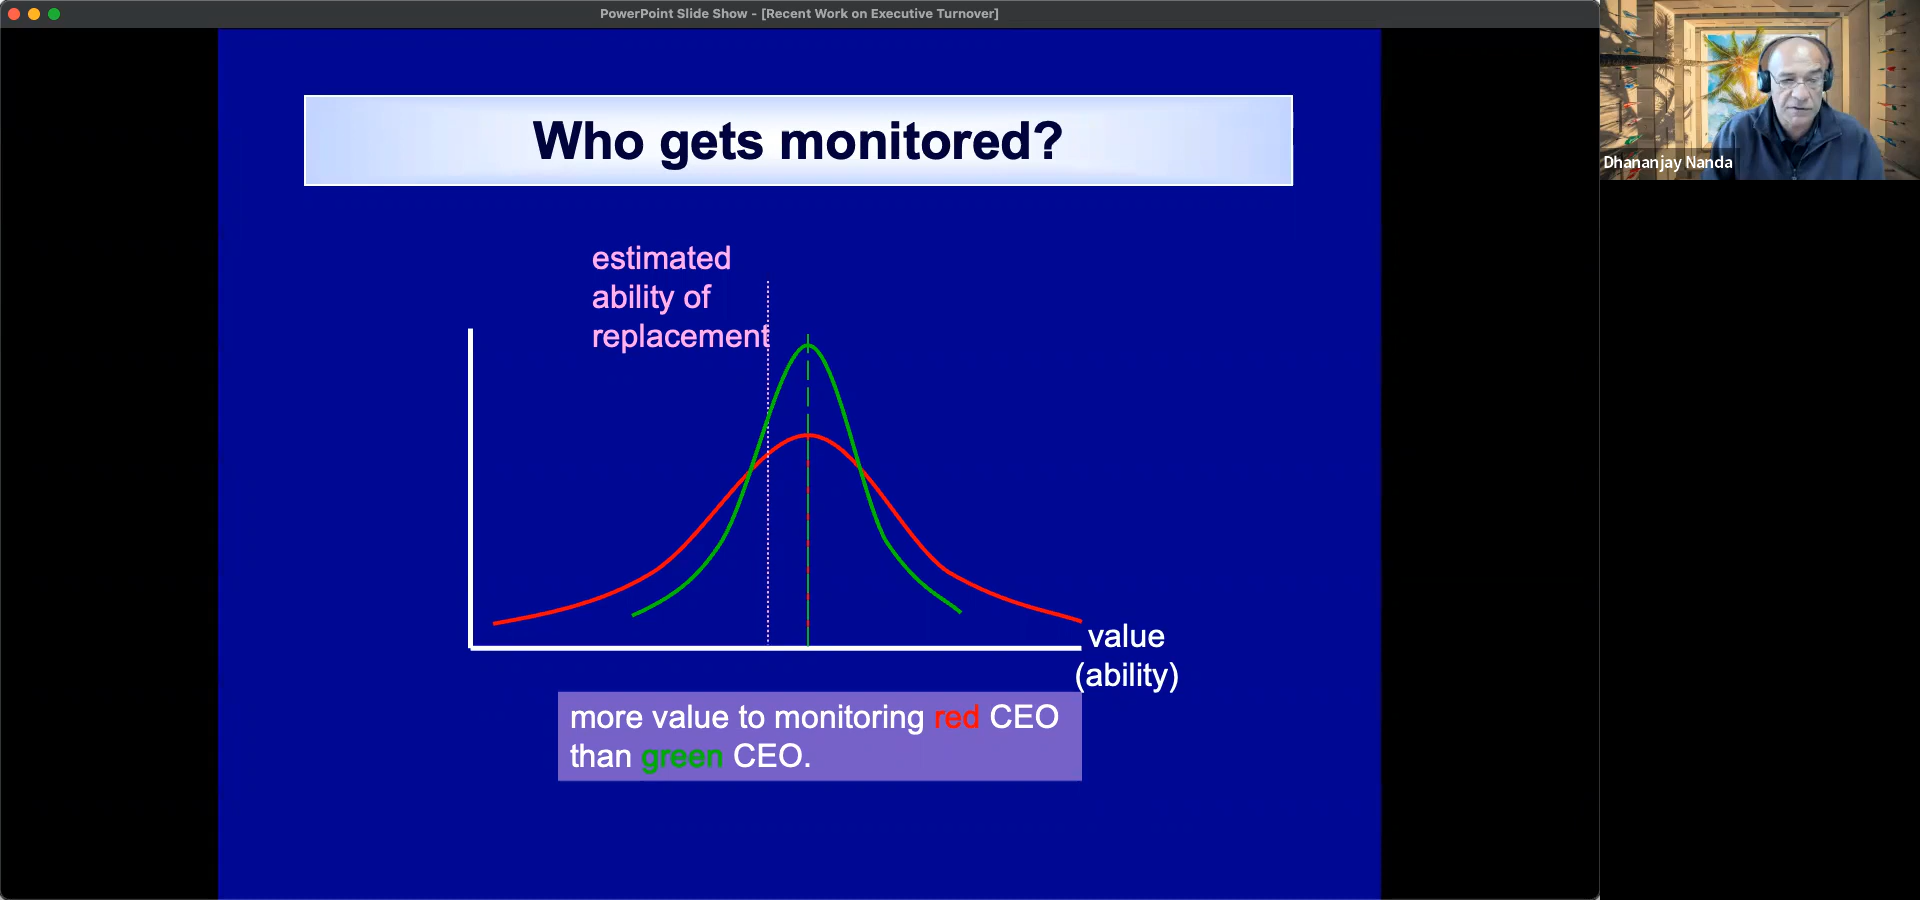 PowerPoint Slide Show - [Recent Work on Executive Turnover]
Who gets monitored?
estimated
ability of
replacement
value
(ability)
more value to monitoring red CEO
than green CEO.
Dhananjay Nanda